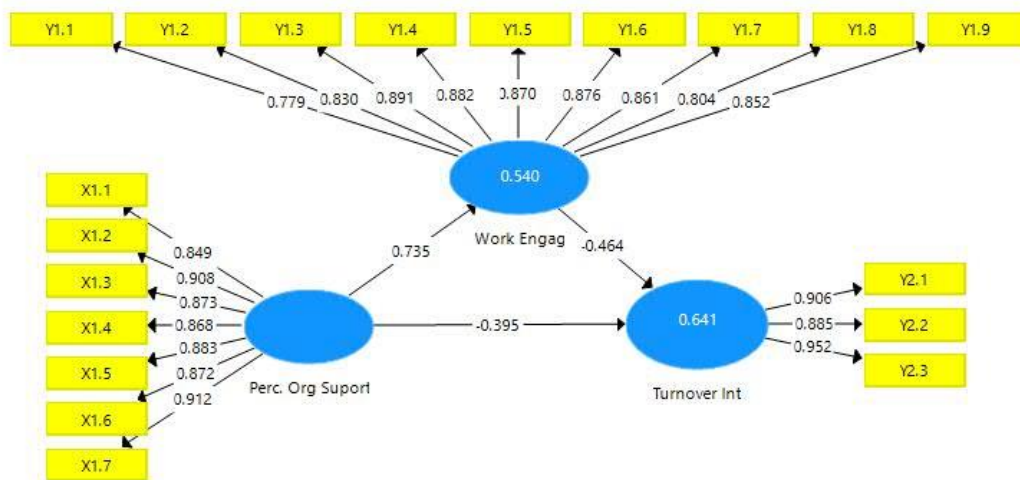 Y1.1
Y1.2
Y1.3
Y1.4
Y1.5
Y1.6
Y1.7
Y1.8
Y1.9
0.779
0.830
0.891
0.882
0.870
0.876
0.861
0.804
0.852
0.540
Work Engag
X1.1
X1.2
X1.3
X1.4
X1.5
X1.6
X1.7
0.849
0.908
0.873
0.868
0.883
0.872
0.912
Perc. Org Suport
0.735
-0.464
-0.395
0.641
Turnover Int
0.906
0.885
0.952
Y2.1
Y2.2
Y2.3